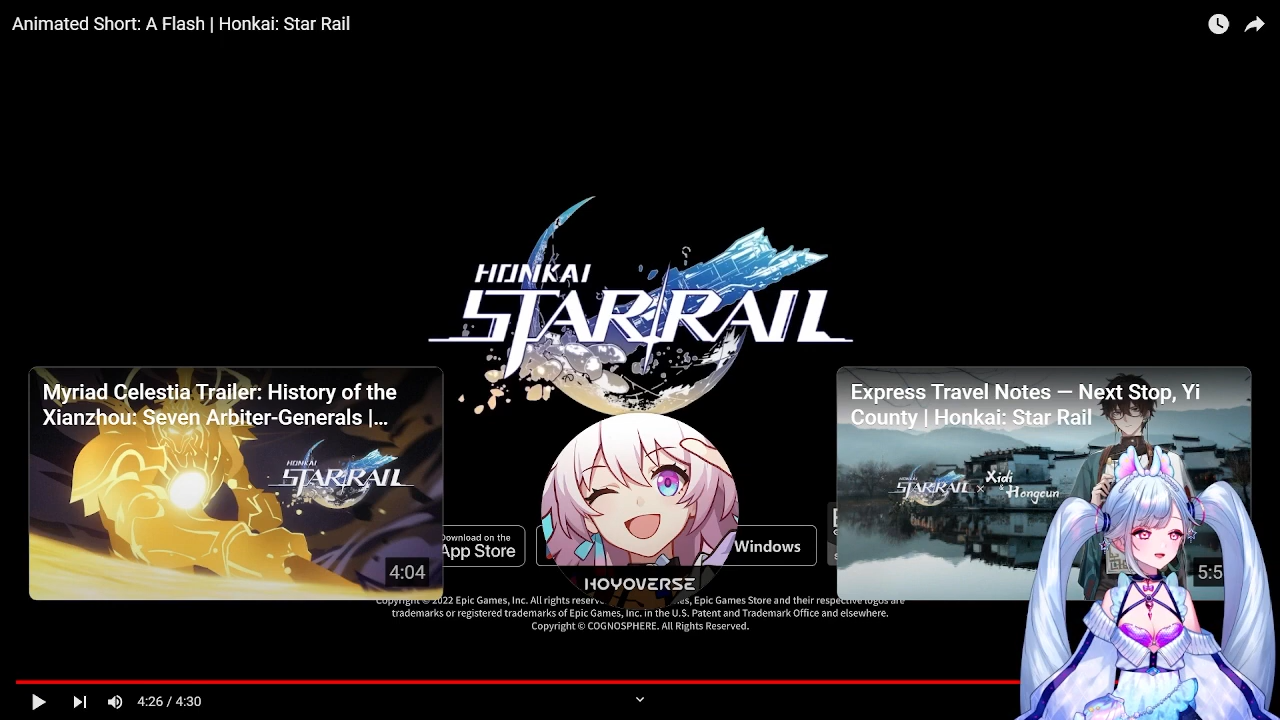 Animated Short: A Flash | Honkai: Star Rail
HONKAI
STAR RAIL
Myriad Celestia Trailer: History of the
Xianzhou: Seven Arbiter-Generals |...
HONKAI
STAR RAIL
4:04
Express Travel Notes — Next Stop, Yi
County | Honkai: Star Rail
HONKAI
STAR RAIL
×
Xidi
Hongcun
5:5
Download on the
App Store
Windows
HOYOVERSE
Copyright © 2022 Epic Games, Inc. All rights Epic Games Store and their respective logos are
trademarks or registered trademarks of Epic Games, Inc. in the U.S. Patent and Trademark Office and elsewhere.
Copyright © COGNOSPHERE. All Rights Reserved.
4:26 / 4:30